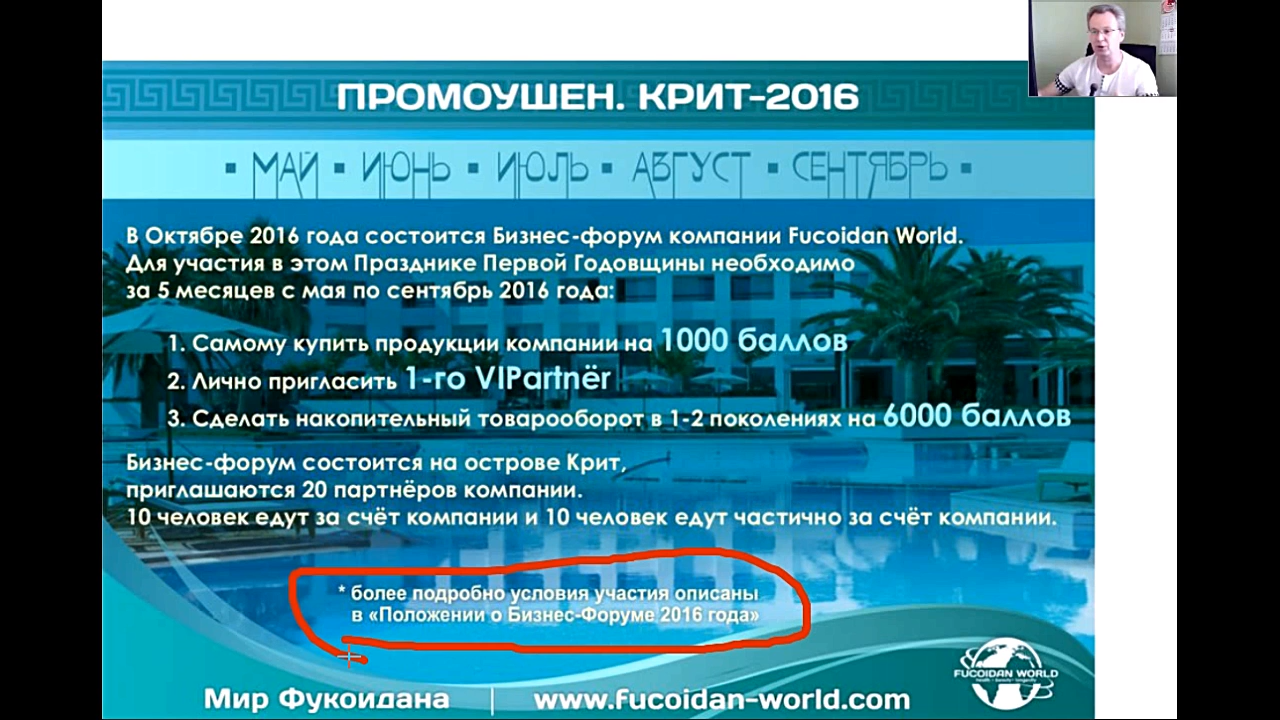 ПРОМОУШЕН. КРИТ-2016
▪ МАЙ ▪ ИЮНЬ ▪ ИЮЛЬ ▪ АВГУСТ ▪ СЕНТЯБРЬ ▪
В Октябре 2016 года состоится Бизнес-форум компании Fucoidan World.
Для участия в этом Празднике Первой Годовщины необходимо
за 5 месяцев с мая по сентябрь 2016 года:
1. Самому купить продукции компании на 1000 баллов
2. Лично пригласить 1-го VIPartnёr
3. Сделать накопительный товарооборот в 1-2 поколениях на 6000 баллов
Бизнес-форум состоится на острове Крит,
приглашаются 20 партнёров компании.
10 человек едут за счёт компании и 10 человек едут частично за счёт компании.
* более подробно условия участия описаны
в «Положении о Бизнес-Форуме 2016 года»
FUCOIDAN WORLD
Мир Фукоидана | www.fucoidan-world.com